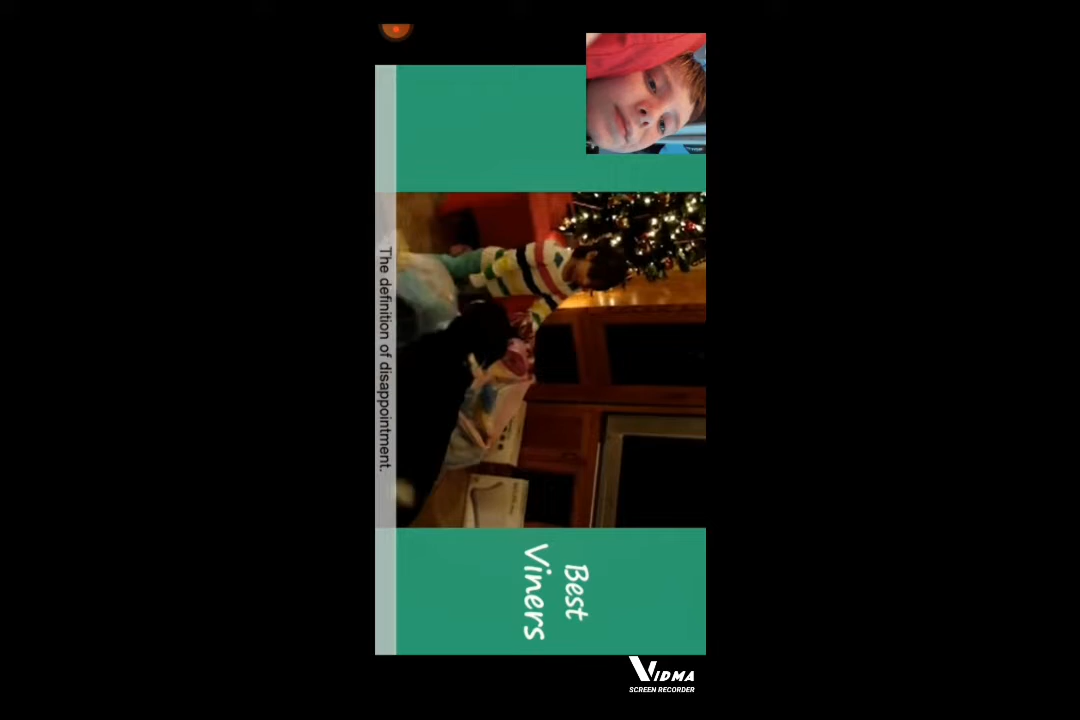 The definition of disappointment.
Best
Viners
VIDMA
SCREEN RECORDER